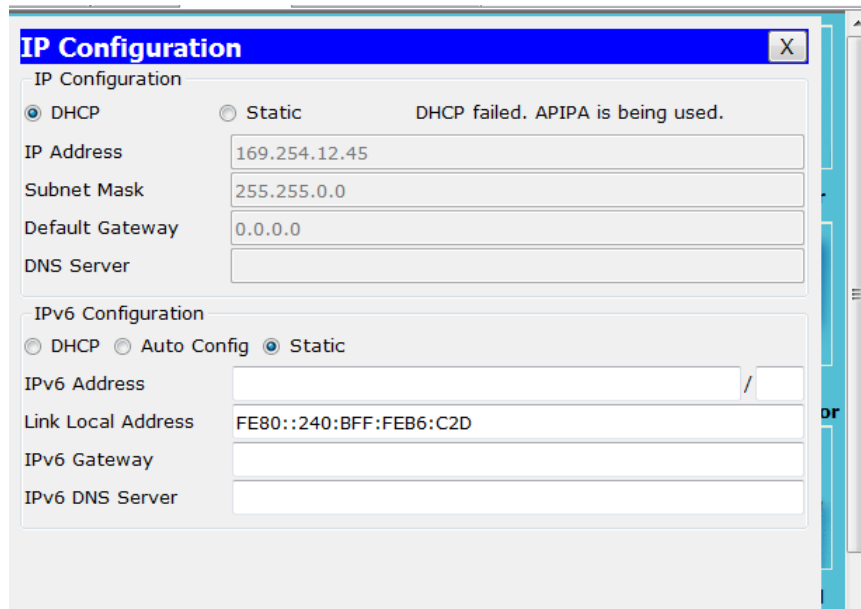 IP Configuration X
IP Configuration
DHCP Static DHCP failed. APIPA is being used.
IP Address 169.254.12.45
Subnet Mask 255.255.0.0
Default Gateway 0.0.0.0
DNS Server
IPv6 Configuration
DHCP Auto Config Static
IPv6 Address /
Link Local Address FE80::240:BFF:FEB6:C2D
IPv6 Gateway
IPv6 DNS Server
or